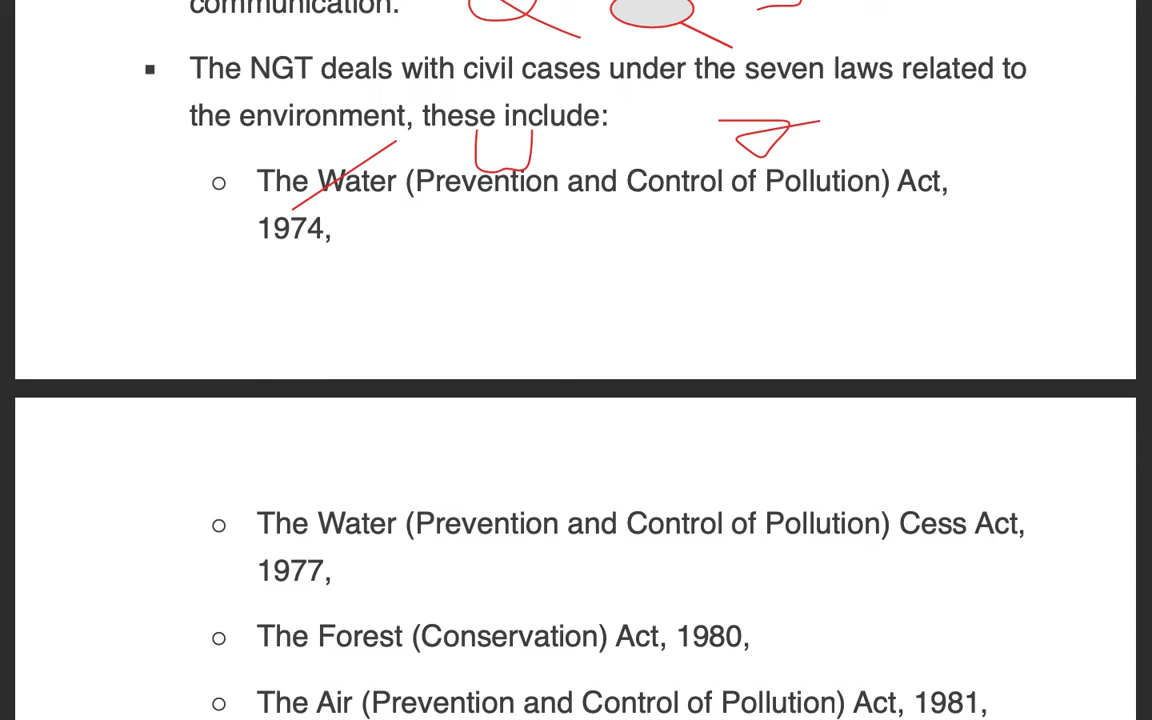 communication.
▪ The NGT deals with civil cases under the seven laws related to
the environment, these include:
○ The Water (Prevention and Control of Pollution) Act,
1974,
○ The Water (Prevention and Control of Pollution) Cess Act,
1977,
○ The Forest (Conservation) Act, 1980,
○ The Air (Prevention and Control of Pollution) Act, 1981,